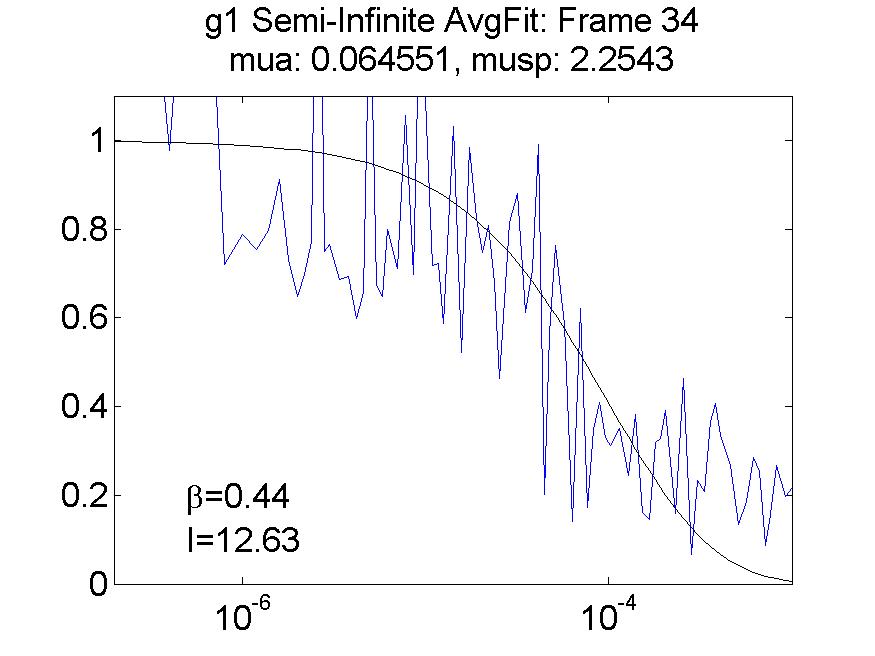 g1 Semi-Infinite AvgFit: Frame 34
mua: 0.064551, musp: 2.2543
1
0.8
0.6
0.4
0.2
0
β=0.44
I=12.63
10^-6
10^-4